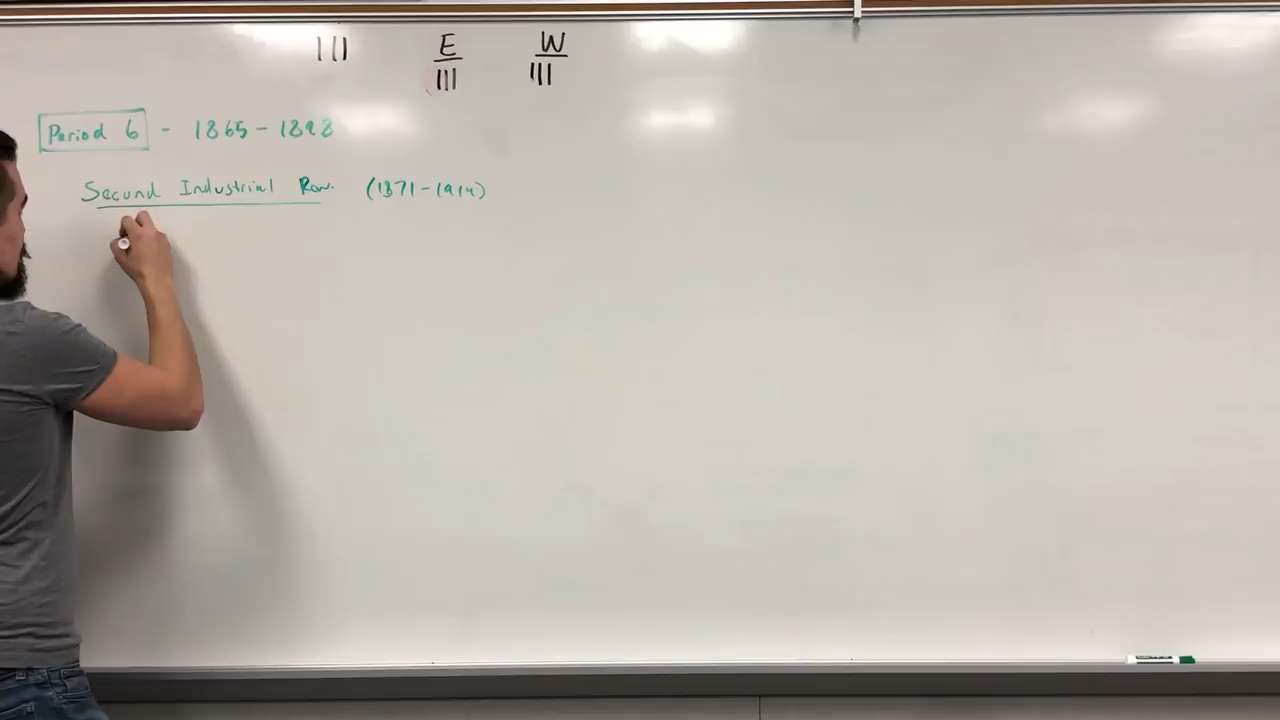 ||| E W
||| |||
Period 6 - 1865 - 1898
Second Industrial Rev. (1871 - 1914)